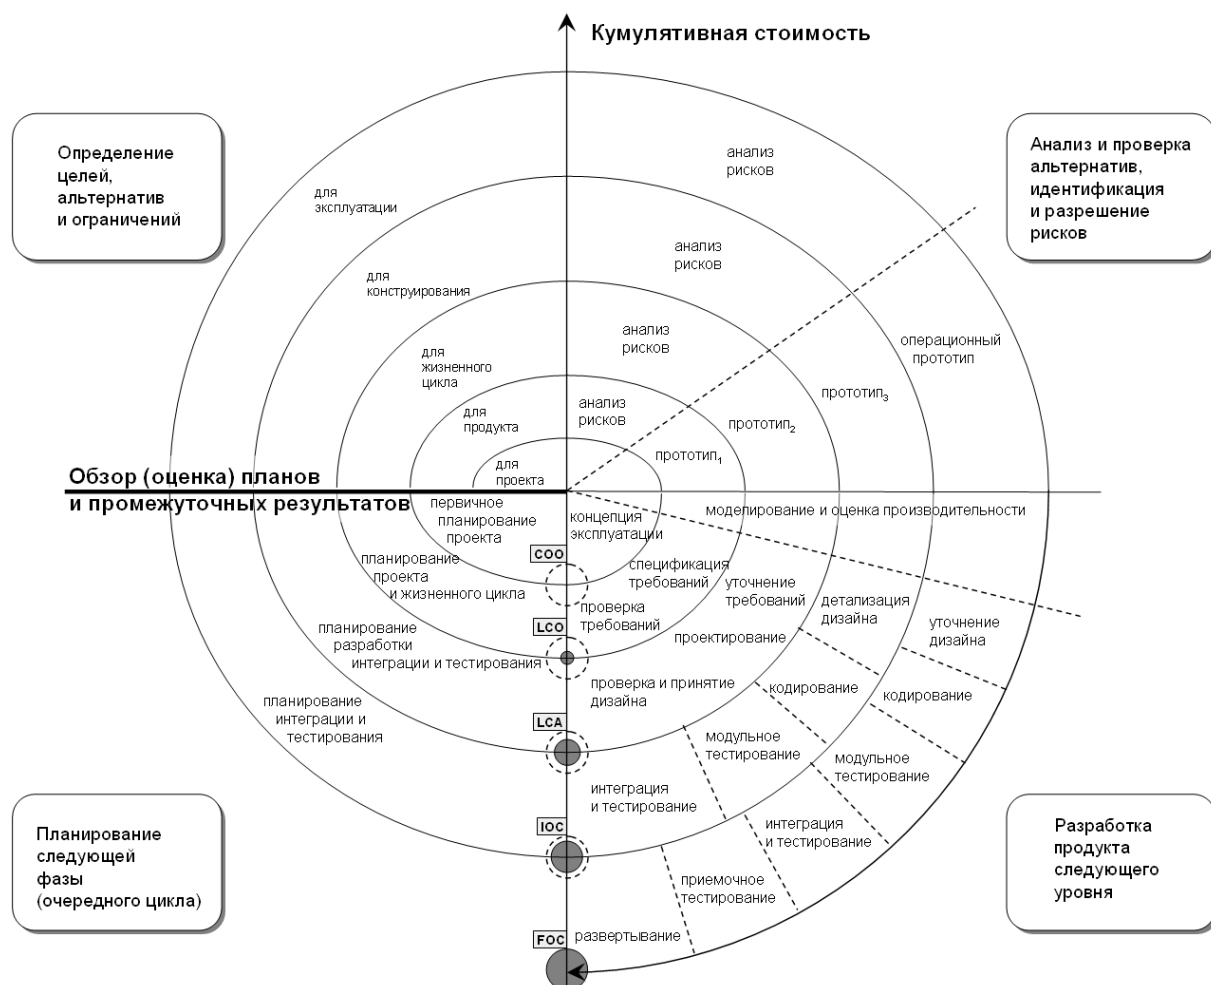 Кумулятивная стоимость
Определение
целей,
альтернатив
и ограничений
Анализ и проверка
альтернатив,
идентификация
и разрешение
рисков
анализ
рисков
для
эксплуатации
анализ
рисков
для
конструирования
анализ
рисков
операционный
прототип
для
жизненного
цикла
прототип3
анализ
рисков
для
продукта
прототип2
прототип1
для
проекта
Обзор (оценка) планов
и промежуточных результатов
первичное
планирование
проекта
концепция
эксплуатации
моделирование и оценка производительности
COO
планирование
проекта
и жизненного цикла
спецификация
требований
уточнение
требований
детализация
дизайна
уточнение
дизайна
LCO
проверка
требований
проектирование
планирование
разработки
интеграции и тестирования
проверка и принятие
дизайна
кодирование
кодирование
планирование
интеграции и
тестирования
LCA
модульное
тестирование
модульное
тестирование
интеграция
и тестирование
IOC
интеграция
и тестирование
Планирование
следующей
фазы
(очередного цикла)
Разработка
продукта
следующего
уровня
приемочное
тестирование
FOC
развертывание